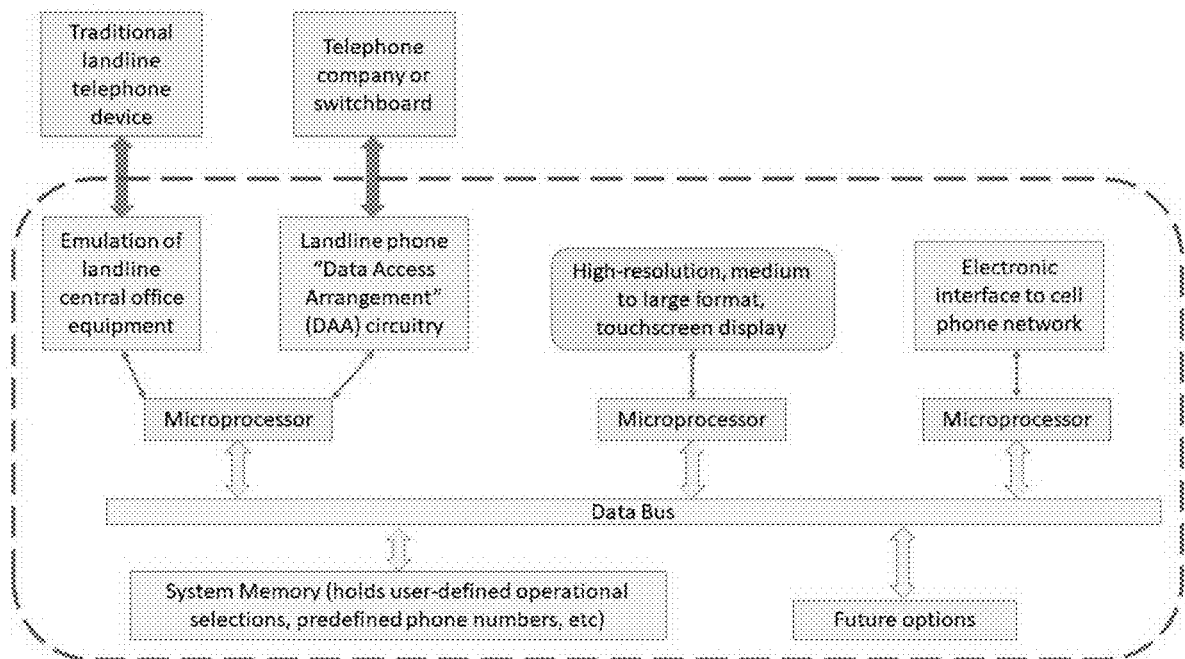 Traditional
landline
telephone
device
Telephone
company or
switchboard
Emulation of
landline
central office
equipment
Landline phone
“Data Access
Arrangement”
(DAA) circuitry
High-resolution, medium
to large format,
touchscreen display
Electronic
interface to cell
phone network
Microprocessor
Microprocessor
Microprocessor
Data Bus
System Memory (holds user-defined operational
selections, predefined phone numbers, etc)
Future options